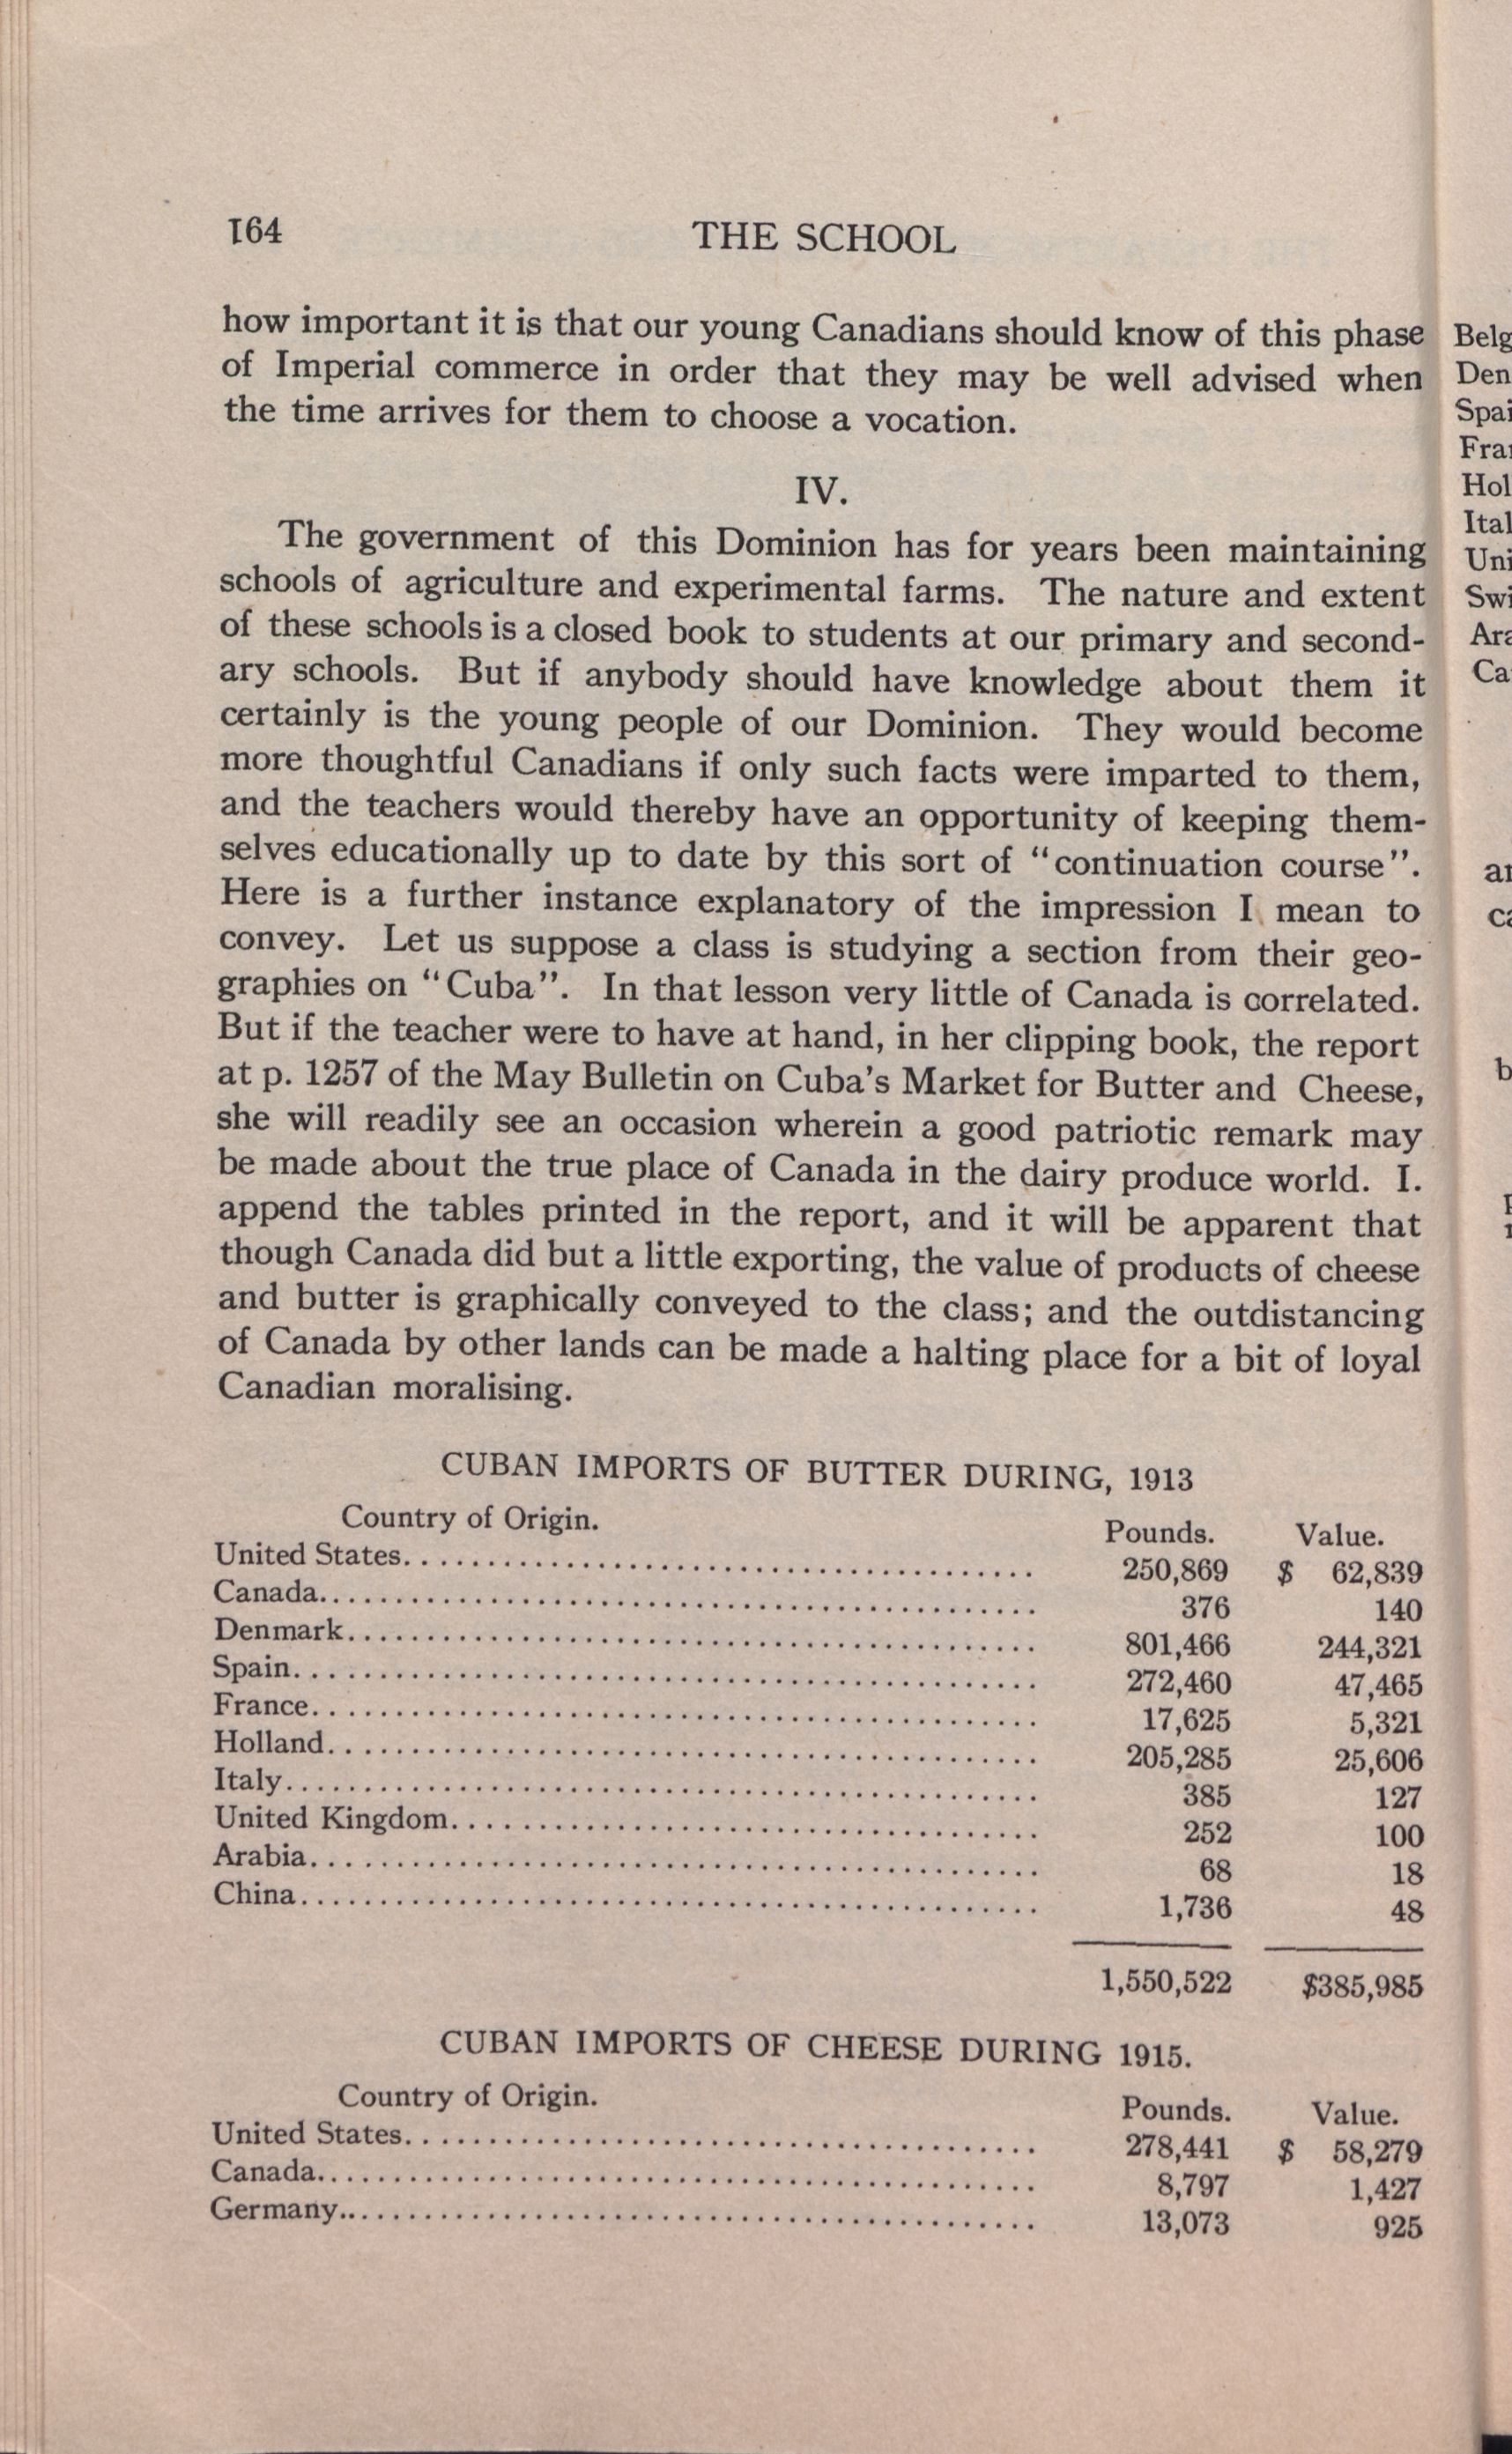 164
THE SCHOOL
how important it is that our young Canadians should know of this phase
of Imperial commerce in order that they may be well advised when
the time arrives for them to choose a vocation.
IV.
The government of this Dominion has for years been maintaining
schools of agriculture and experimental farms. The nature and extent
of these schools is a closed book to students at our primary and second-
ary schools. But if anybody should have knowledge about them it
certainly is the young people of our Dominion. They would become
more thoughtful Canadians if only such facts were imparted to them,
and the teachers would thereby have an opportunity of keeping them-
selves educationally up to date by this sort of "continuation course".
Here is a further instance explanatory of the impression I mean to
convey. Let us suppose a class is studying a section from their geo-
graphies on "Cuba". In that lesson very little of Canada is correlated.
But if the teacher were to have at hand, in her clipping book, the report
at p. 1257 of the May Bulletin on Cuba's Market for Butter and Cheese,
she will readily see an occasion wherein a good patriotic remark may
be made about the true place of Canada in the dairy produce world. I.
append the tables printed in the report, and it will be apparent that
though Canada did but a little exporting, the value of products of cheese
and butter is graphically conveyed to the class; and the outdistancing
of Canada by other lands can be made a halting place for a bit of loyal
Canadian moralising.
CUBAN IMPORTS OF BUTTER DURING, 1913
Country of Origin. Pounds. Value.
United States. 250,869 $ 62,839
Canada. 376 140
Denmark. 801,466 244,321
Spain. 272,460 47,465
France. 17,625 5,321
Holland. 205,285 25,606
Italy. 385 127
United Kingdom. 252 100
Arabia. 68 18
China. 1,736 48
1,550,522 $385,985
CUBAN IMPORTS OF CHEESE DURING 1915.
Country of Origin. Pounds. Value.
United States. 278,441 $ 58,279
Canada. 8,797 1,427
Germany. 13,073 925